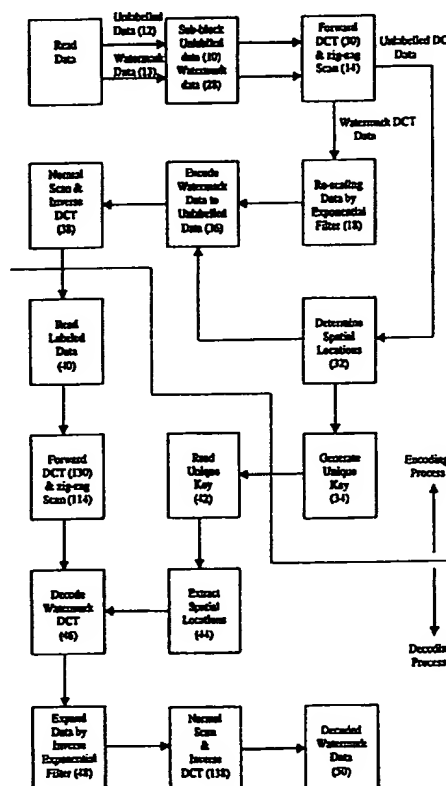 Read
Data
Unlabelled
Data (12)
Watermark
Data (13)
Sub-block
Unlabelled
data (10)
Watermark
data (28)
Forward
DCT (30)
& zig-zag
Scan (14)
Unlabelled DC
Data
Watermark DCT
Data
Normal
Scan &
Inverse
DCT
(38)
Encode
Watermark
Data to
Unlabelled
Data (36)
Re-scaling
Data by
Exponential
Filter (18)
Read
Labeled
Data
(40)
Determine
Spatial
Locations
(32)
Forward
DCT (130)
& zig-zag
Scan (114)
Read
Unique
Key
(42)
Generate
Unique
Key
(34)
Encoding
Process
Decode
Watermark
DCT
(46)
Extract
Spatial
Locations
(44)
Decoding
Process
Expand
Data by
Inverse
Exponential
Filter (48)
Normal
Scan
&
Inverse
DCT (138)
Decoded
Watermark
Data
(50)